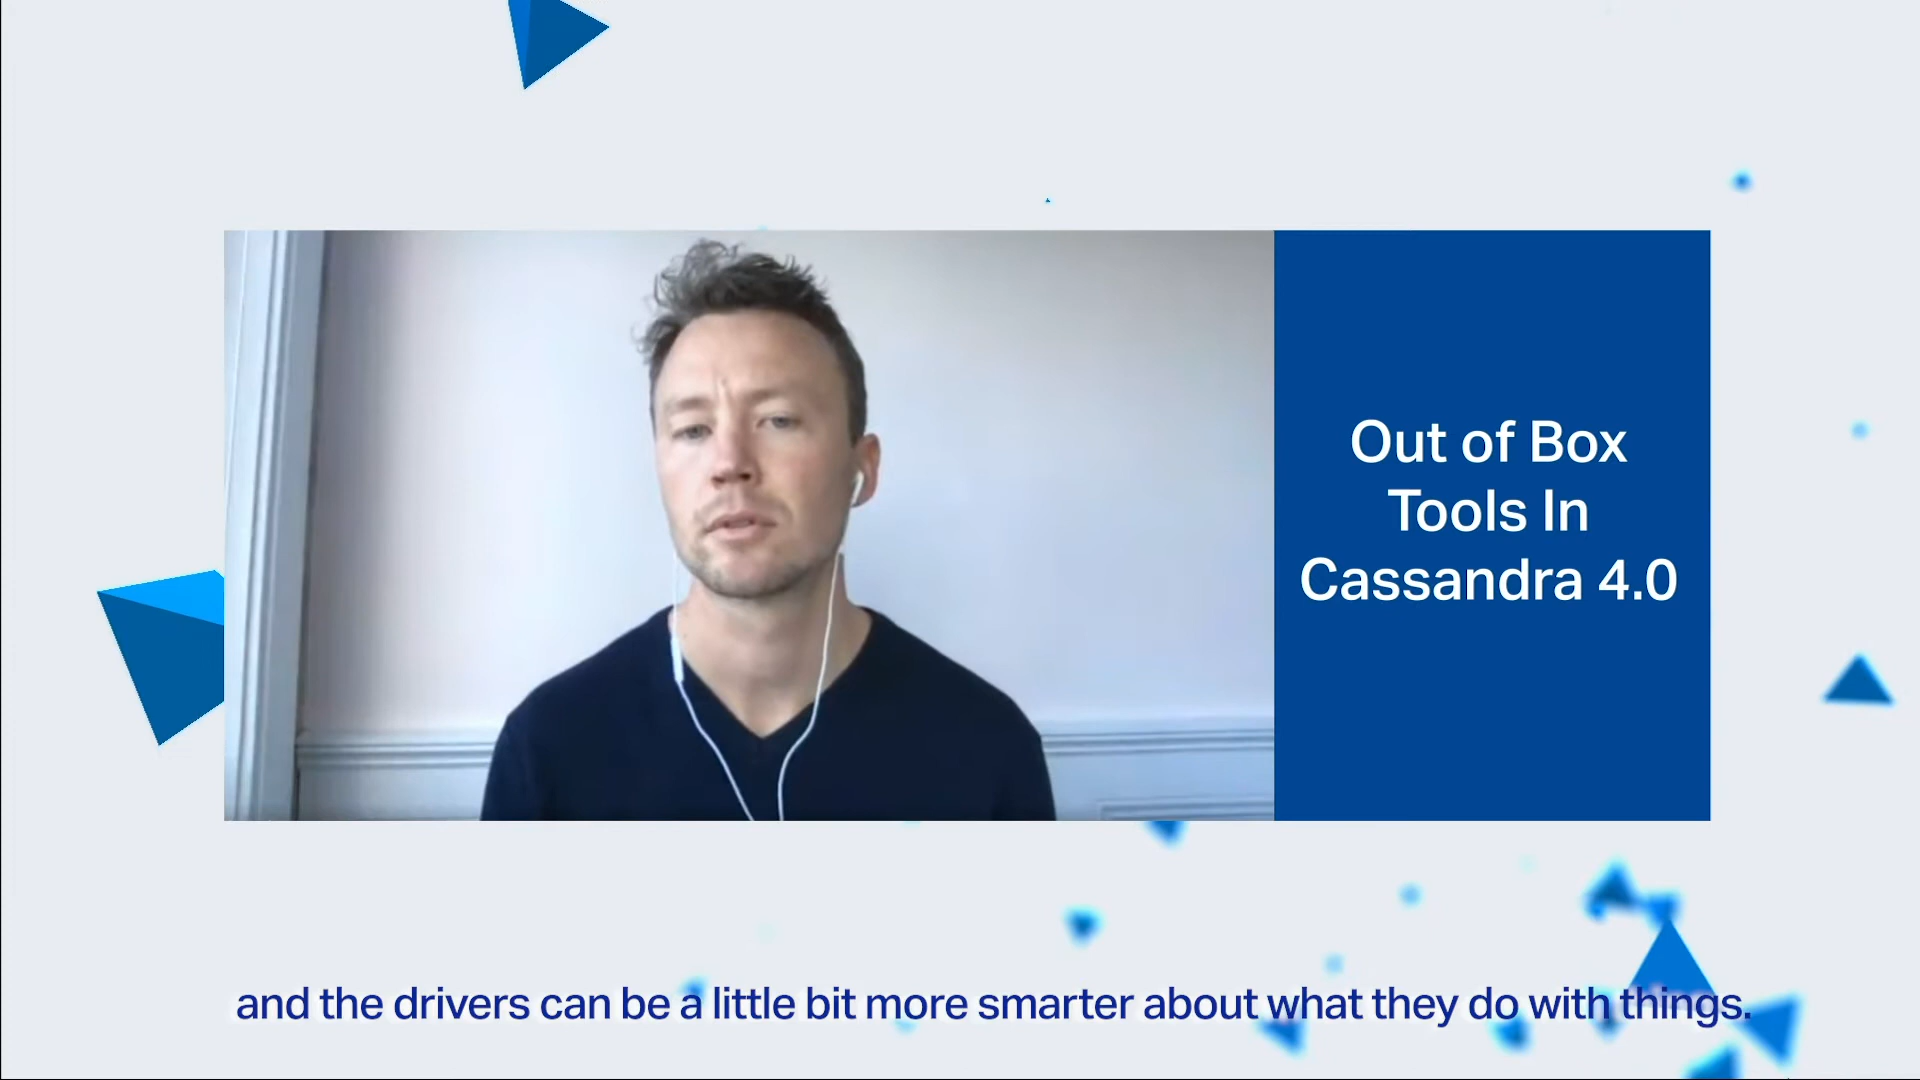 Out of Box
Tools In
Cassandra 4.0
and the drivers can be a little bit more smarter about what they do with things.